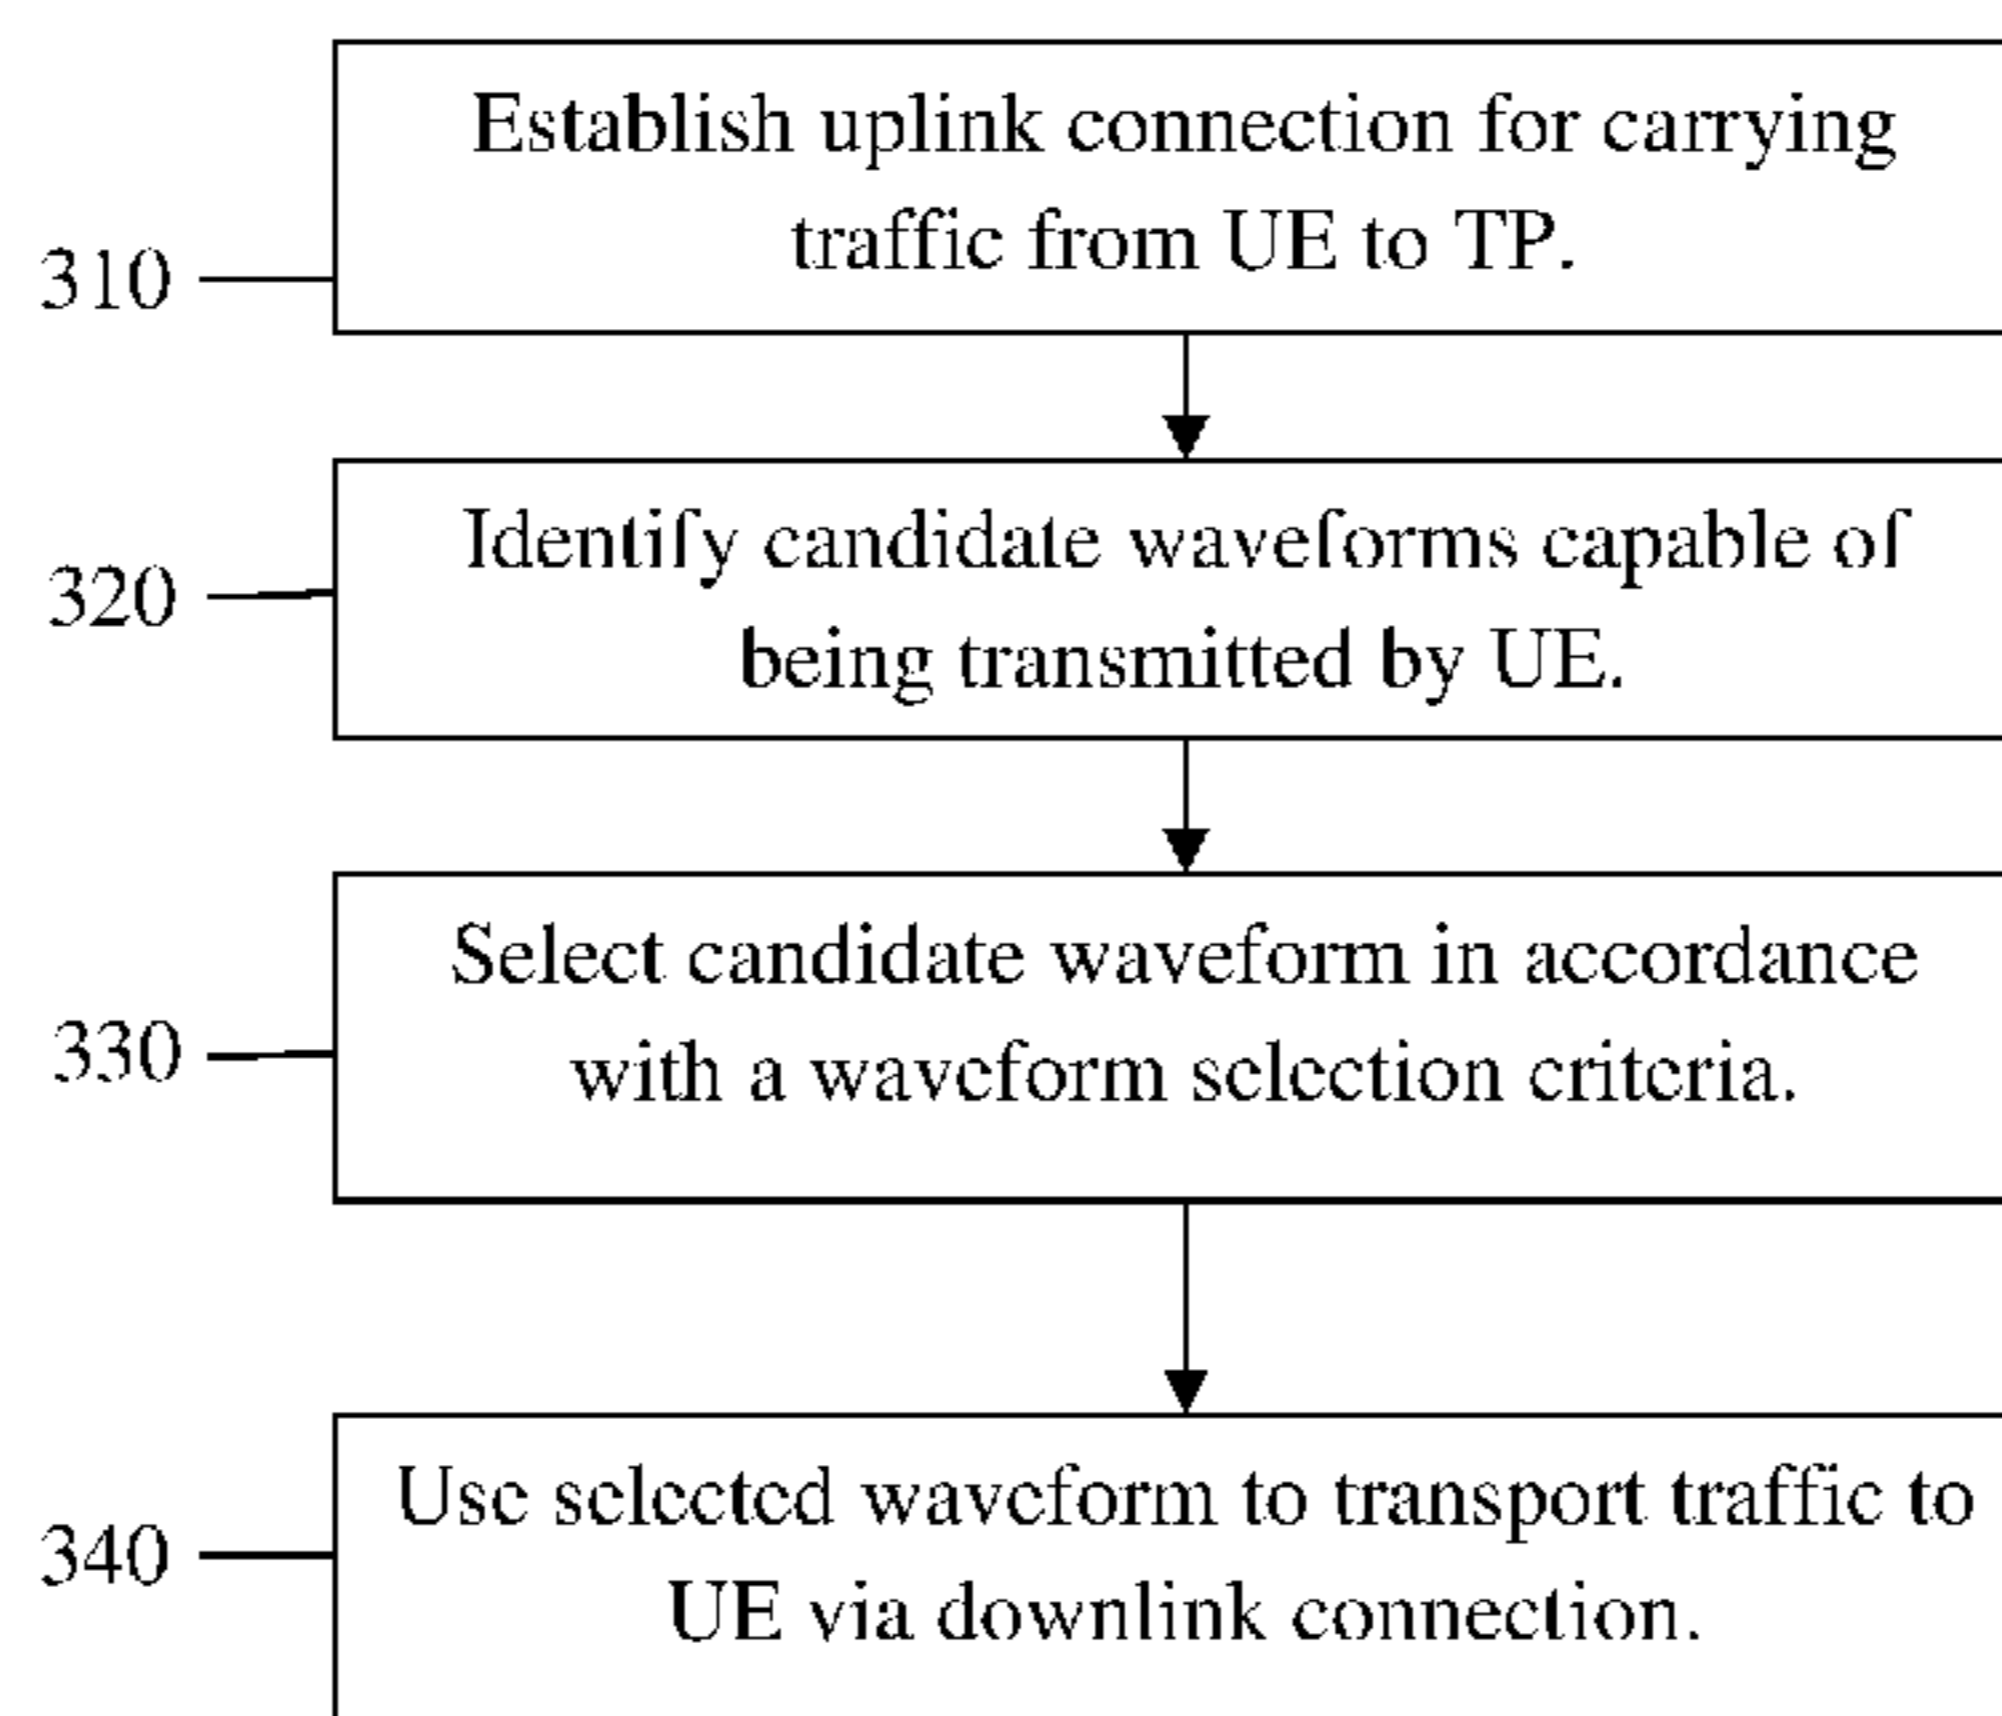 Establish uplink connection for carrying
traffic from UE to TP.
310
Identify candidate waveforms capable of
being transmitted by UE.
320
Select candidate waveform in accordance
with a waveform selection criteria.
330
Use selected waveform to transport traffic to
UE via downlink connection.
340